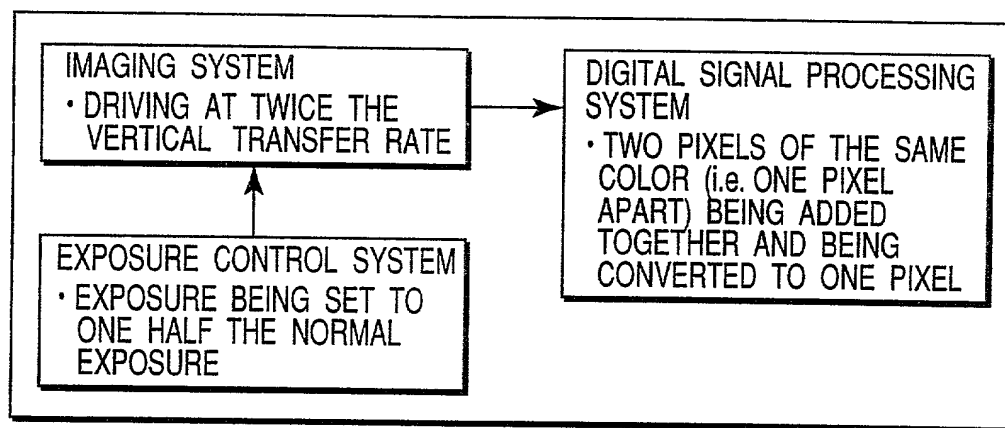 IMAGING SYSTEM
· DRIVING AT TWICE THE
VERTICAL TRANSFER RATE
EXPOSURE CONTROL SYSTEM
· EXPOSURE BEING SET TO
ONE HALF THE NORMAL
EXPOSURE
DIGITAL SIGNAL PROCESSING
SYSTEM
· TWO PIXELS OF THE SAME
COLOR (i.e. ONE PIXEL
APART) BEING ADDED
TOGETHER AND BEING
CONVERTED TO ONE PIXEL